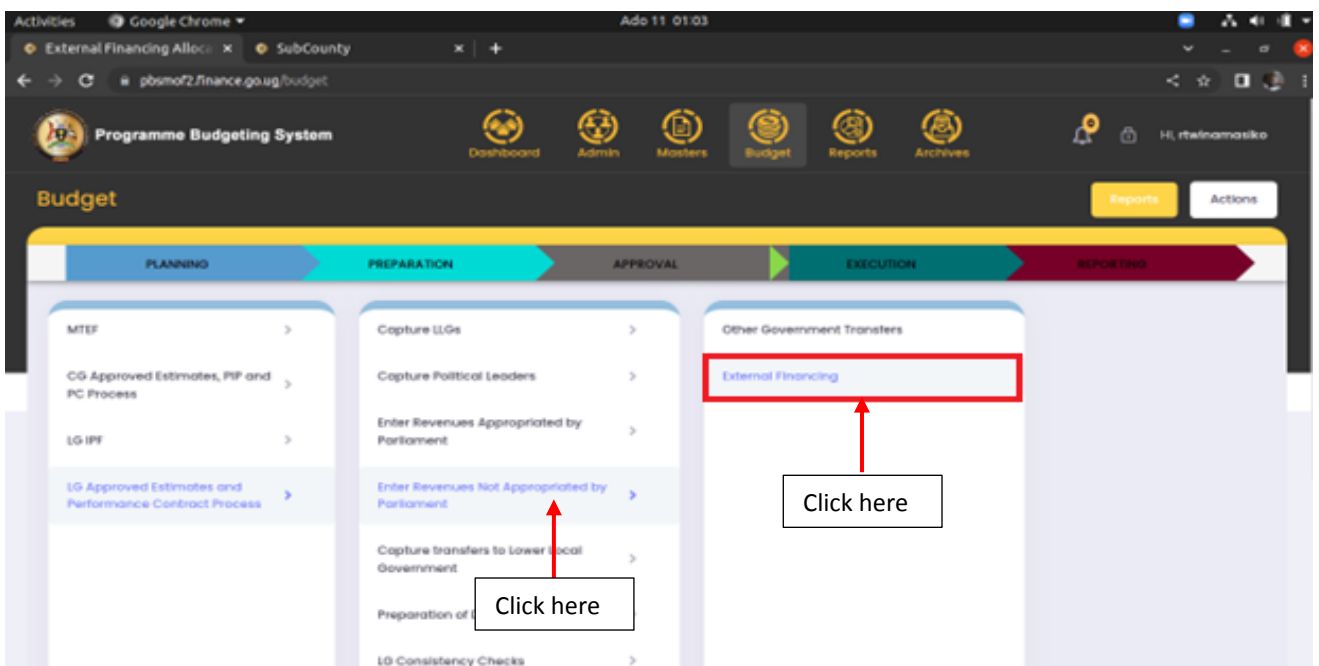 Activities Google Chrome Ado 11 01:03
External Financing Alloca SubCounty
pbsmof2.finance.go.ug/budget
Programme Budgeting System
Dashboard Admin Masters Budget Reports Archives
Hi, rtwinamasiko
Budget
Reports Actions
PLANNING PREPARATION APPROVAL EXECUTION REPORTING
MTEF
CG Approved Estimates, PIP and
PC Process
LG IPF
LG Approved Estimates and
Performance Contract Process
Capture LLGs
Capture Political Leaders
Enter Revenues Appropriated by
Parliament
Enter Revenues Not Appropriated by
Parliament
Capture transfers to Lower Local
Government
Preparation of
LG Consistency Checks
Click here
Other Government Transfers
External Financing
Click here